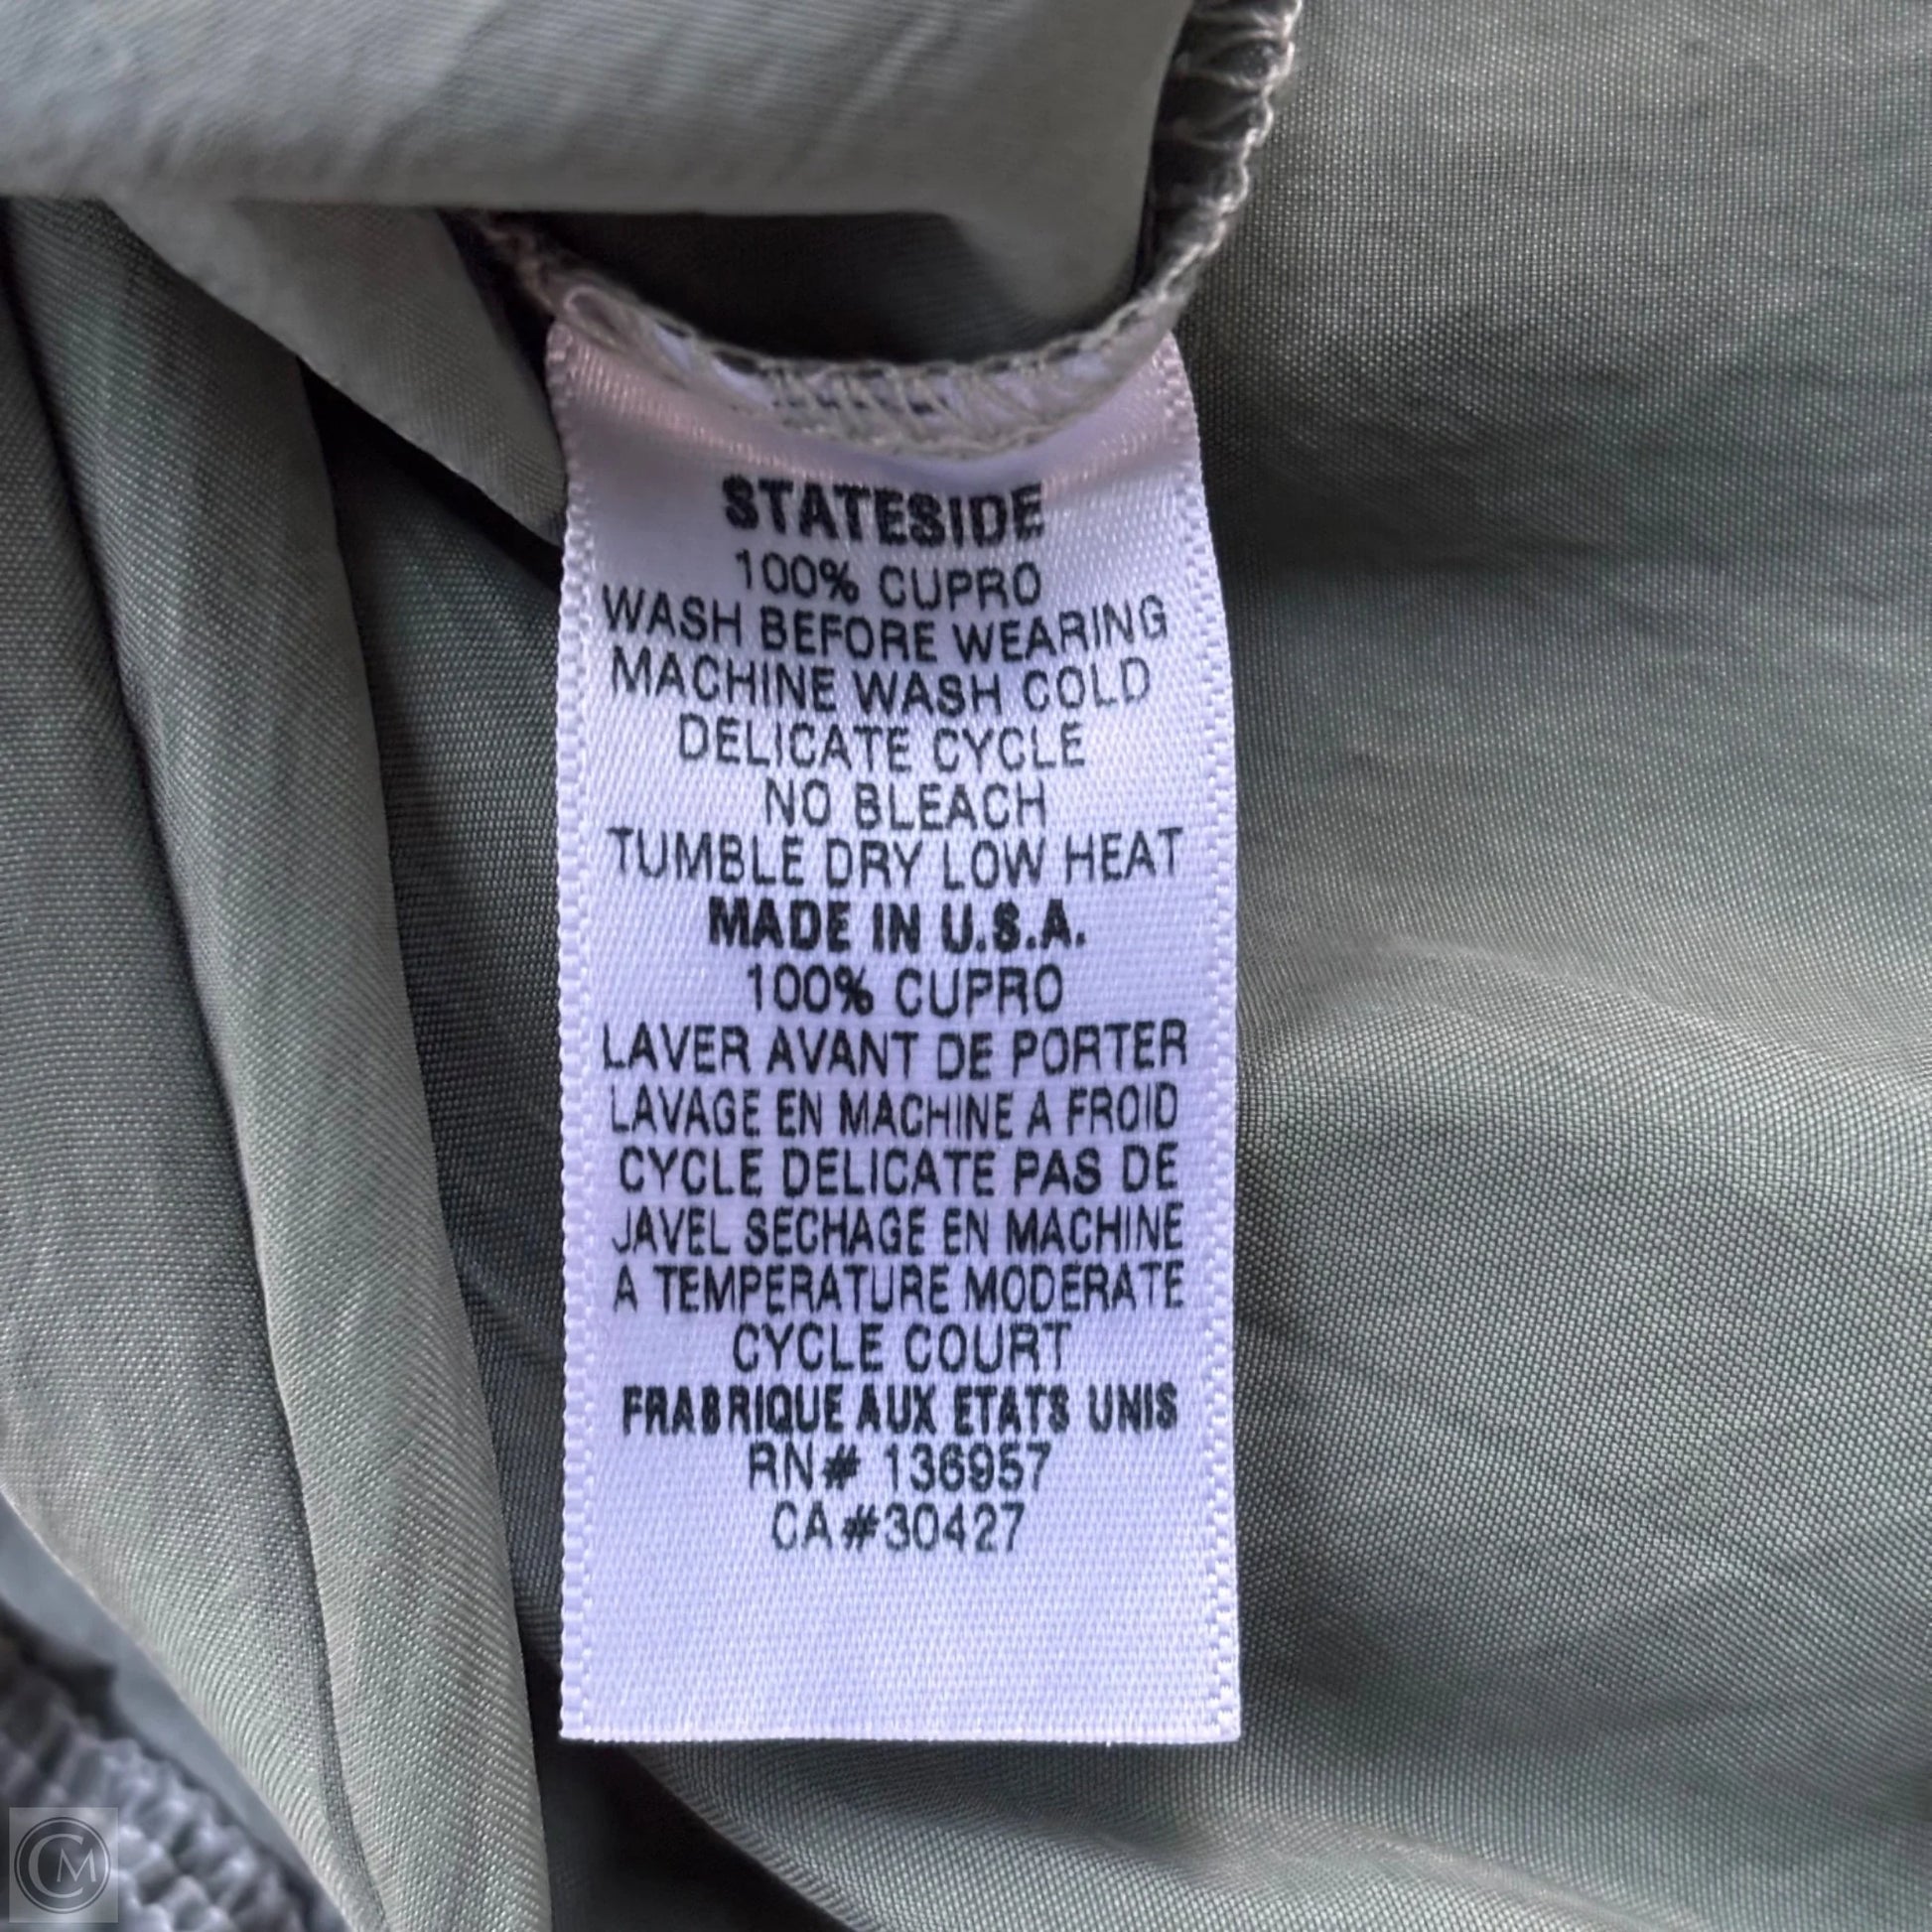 STATESIDE
100% CUPRO
WASH BEFORE WEARING
MACHINE WASH COLD
DELICATE CYCLE
NO BLEACH
TUMBLE DRY LOW HEAT
MADE IN U.S.A.
100% CUPRO
LAVER AVANT DE PORTER
LAVAGE EN MACHINE A FROID
CYCLE DELICATE PAS DE
JAVEL SECHAGE EN MACHINE
A TEMPERATURE MODERATE
CYCLE COURT
FRABRIQUE AUX ETATS UNIS
RN# 136957
CA#30427
CM